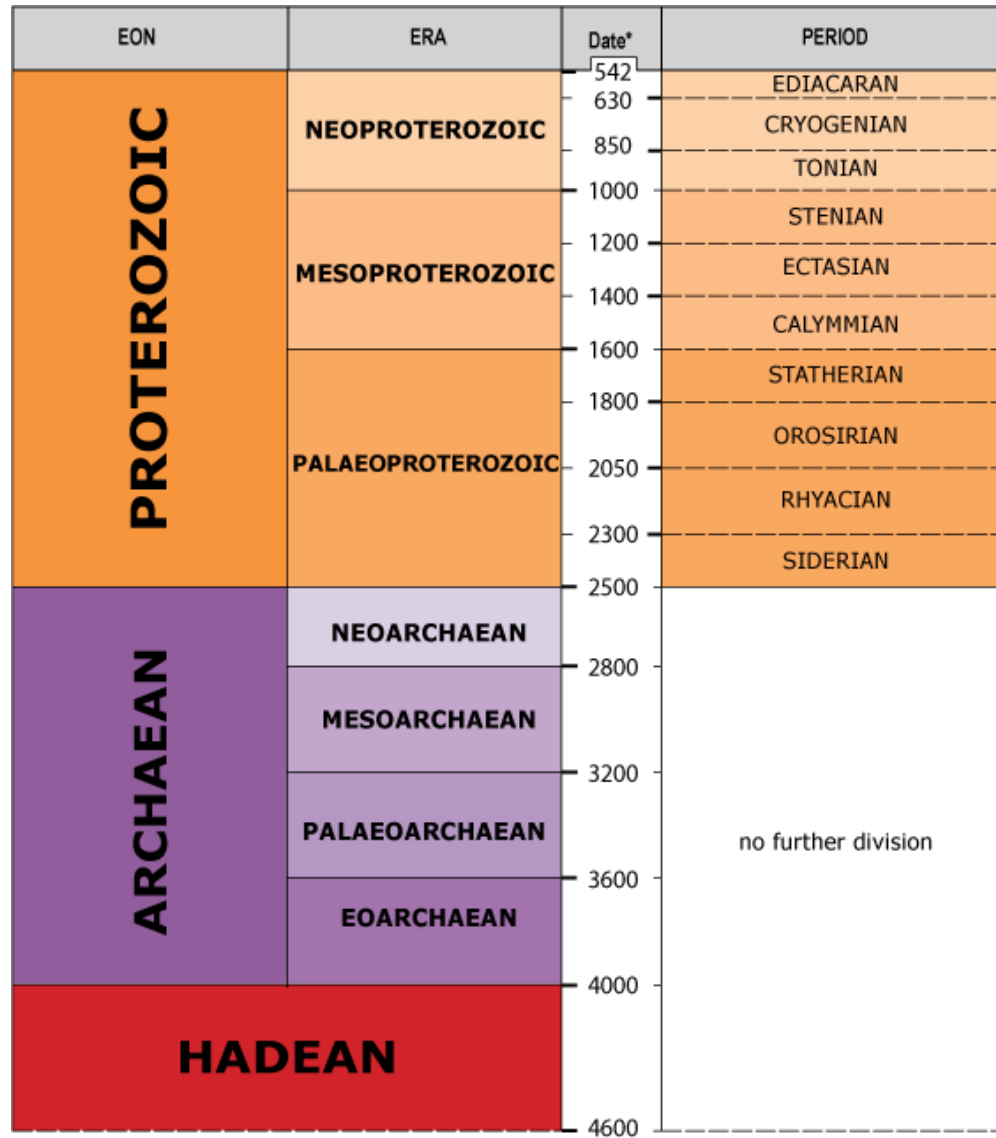 EON ERA Date* PERIOD
PROTEROZOIC
NEOPROTEROZOIC
MESOPROTEROZOIC
PALAEOPROTEROZOIC
ARCHAEAN
NEOARCHAEAN
MESOARCHAEAN
PALAEOARCHAEAN
EOARCHAEAN
HADEAN
542
630
850
1000
1200
1400
1600
1800
2050
2300
2500
2800
3200
3600
4000
4600
EDIACARAN
CRYOGENIAN
TONIAN
STENIAN
ECTASIAN
CALYMMIAN
STATHERIAN
OROSIRIAN
RHYACIAN
SIDERIAN
no further division